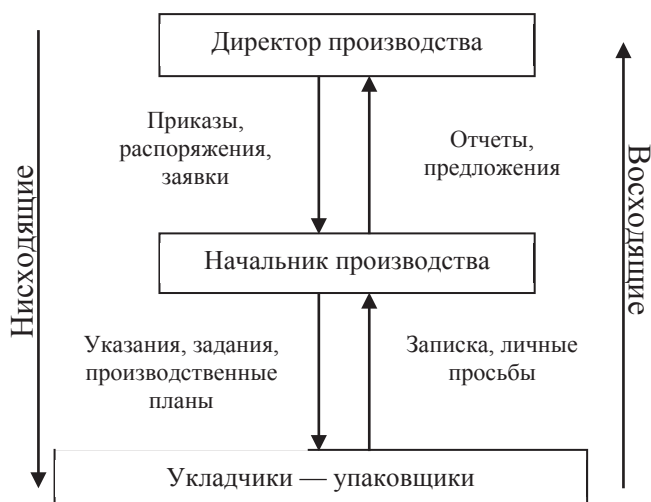 Директор производства
Приказы,
распоряжения,
заявки
Отчеты,
предложения
Нисходящие
Восходящие
Начальник производства
Указания, задания,
производственные
планы
Записка, личные
просьбы
Укладчики — упаковщики